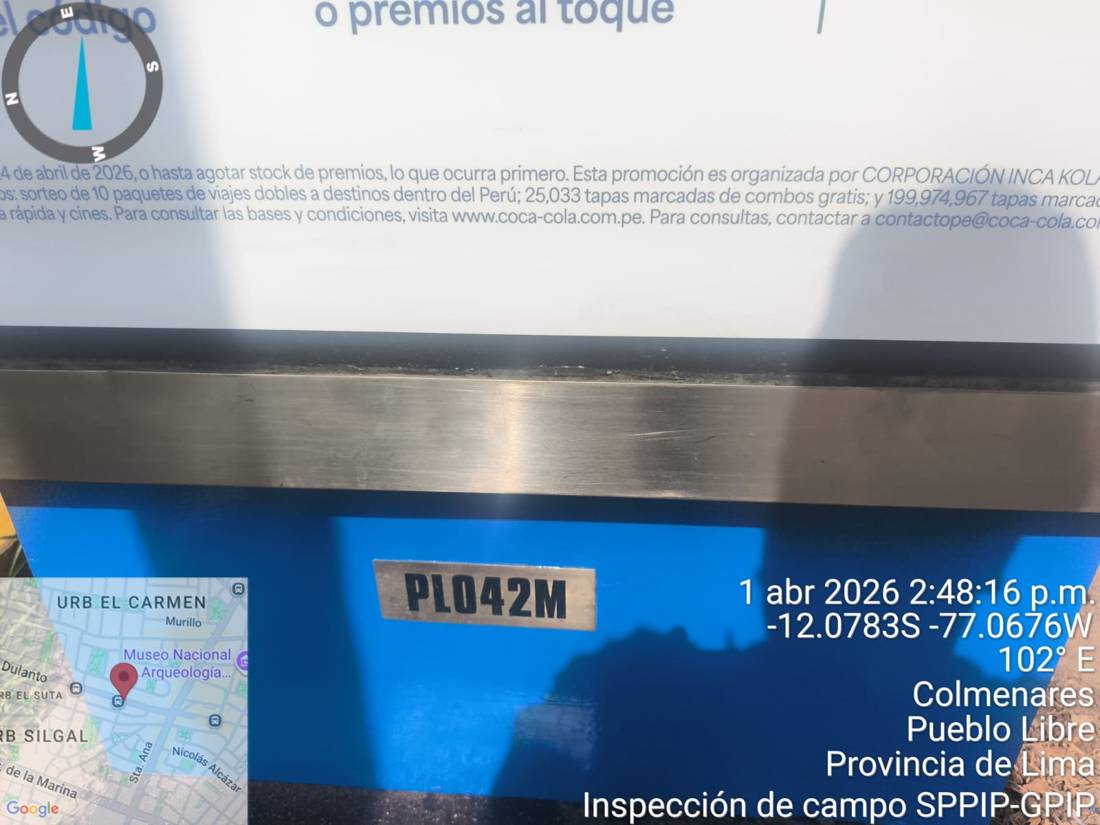 el código
o premios al toque
E
S
N
W
4 de abril de 2026, o hasta agotar stock de premios, lo que ocurra primero. Esta promoción es organizada por CORPORACIÓN INCA KOLA
os: sorteo de 10 paquetes de viajes dobles a destinos dentro del Perú; 25,033 tapas marcadas de combos gratis; y 199,974,967 tapas marcad
a rápida y cines. Para consultar las bases y condiciones, visita www.coca-cola.com.pe. Para consultas, contactar a contactope@coca-cola.com
PL042M
1 abr 2026 2:48:16 p.m.
-12.0783S -77.0676W
102° E
Colmenares
Pueblo Libre
Provincia de Lima
Inspección de campo SPPIP-GPIP
URB EL CARMEN
Murillo
Museo Nacional
Arqueología...
Dulanto
RB EL SUTA
RB SILGAL
Sta. Ana
Nicolás Alcázar
. de la Marina
Google